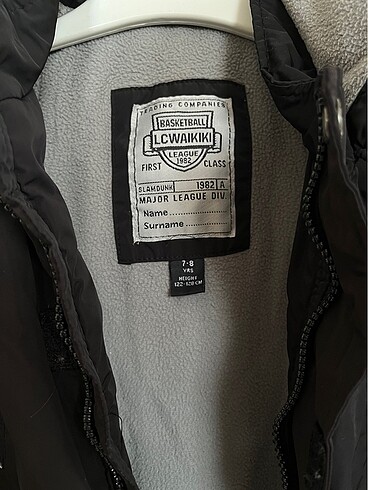 TRADING COMPANIES
BASKETBALL
LCWAIKIKI
LEAGUE
1982
FIRST CLASS
SLAMDUNK 1982 A
MAJOR LEAGUE DIV.
Name..............
Surname............
7-8
YRS
HEIGHT
122-128 CM